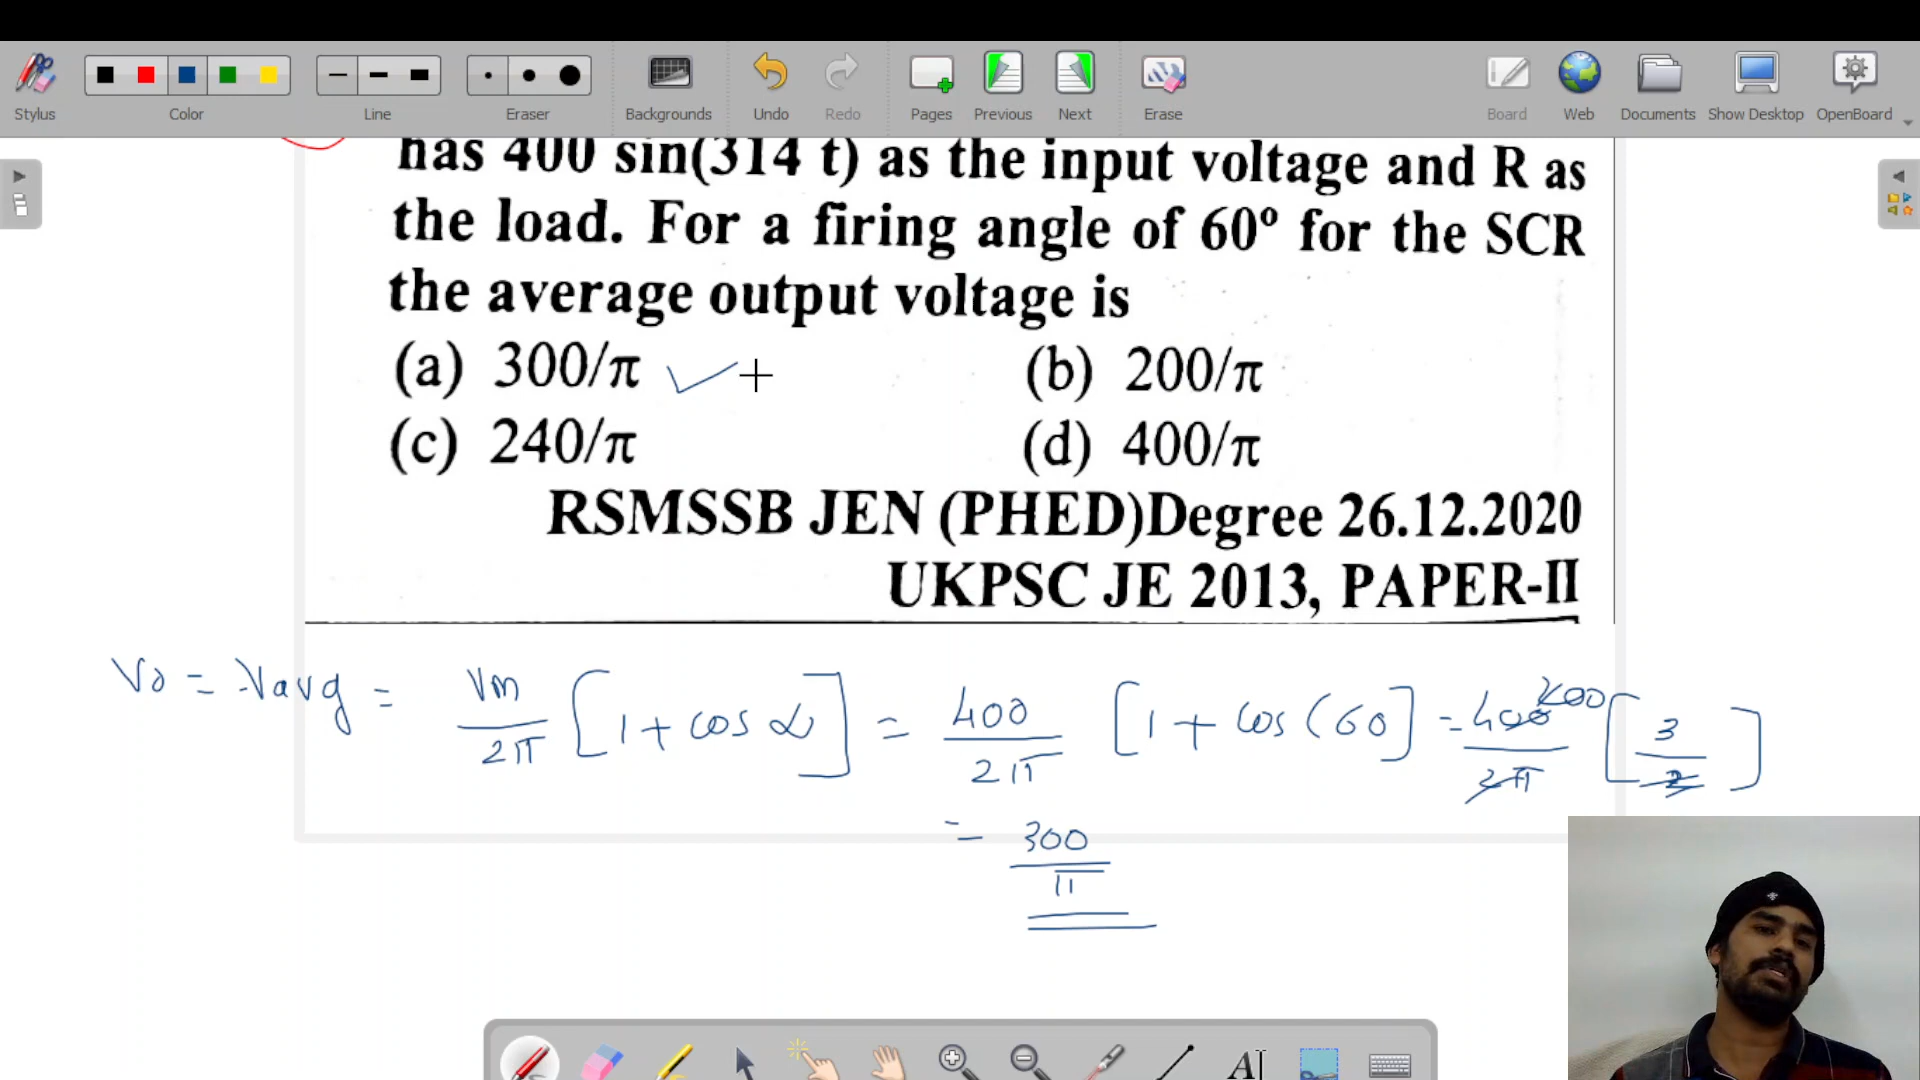 Stylus Color Line Eraser Backgrounds Undo Redo Pages Previous Next Erase Board Web Documents Show Desktop OpenBoard
has 400 sin(314 t) as the input voltage and R as
the load. For a firing angle of 60º for the SCR
the average output voltage is
(a) 300/π ✓ (b) 200/π
(c) 240/π (d) 400/π
RSMSSB JEN (PHED)Degree 26.12.2020
UKPSC JE 2013, PAPER-II
Vo = Vavg = Vm/2π [1 + cos α] = 400/2π [1 + cos (60] = 400/2π 200 [3/2]
= 300/π
A